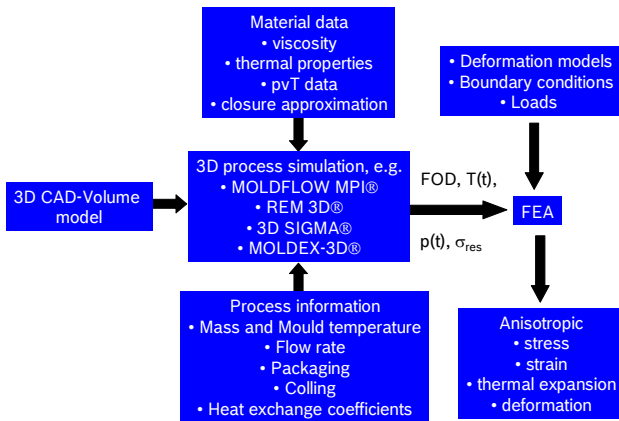 Material data
• viscosity
• thermal properties
• pvT data
• closure approximation
• Deformation models
• Boundary conditions
• Loads
3D CAD-Volume
model
3D process simulation, e.g.
• MOLDFLOW MPI®
• REM 3D®
• 3D SIGMA®
• MOLDEX-3D®
FOD, T(t),
p(t), σres
FEA
Process information
• Mass and Mould temperature
• Flow rate
• Packaging
• Colling
• Heat exchange coefficients
Anisotropic
• stress
• strain
• thermal expansion
• deformation